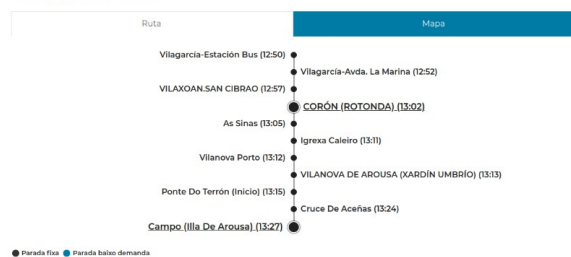 Ruta
Mapa
Vilagarcía-Estación Bus (12:50)
Vilagarcía-Avda. La Marina (12:52)
VILAXOAN.SAN CIBRAO (12:57)
CORÓN (ROTONDA) (13:02)
As Sinas (13:05)
Igrexa Caleiro (13:11)
Vilanova Porto (13:12)
VILANOVA DE AROUSA (XARDÍN UMBRÍO) (13:13)
Ponte Do Terrón (Inicio) (13:15)
Cruce De Aceñas (13:24)
Campo (Illa De Arousa) (13:27)
Parada fixa Parada baixo demanda